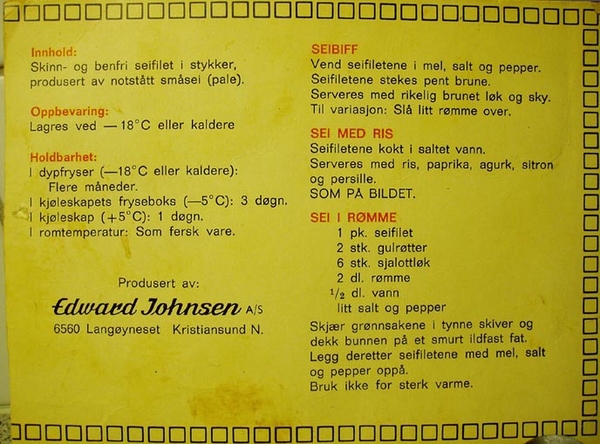 Innhold:
Skinn- og benfri seifilet i stykker,
produsert av notstått småsei (pale).
Oppbevaring:
Lagres ved — 18°C eller kaldere
Holdbarhet:
I dypfryser (—18°C eller kaldere):
Flere måneder.
I kjøleskapets fryseboks (—5°C): 3 døgn.
I kjøleskap (+5°C): 1 døgn.
I romtemperatur: Som fersk vare.
Produsert av:
Edward Johnsen A/S
6560 Langøyneset Kristiansund N.
SEIBIFF
Vend seifiletene i mel, salt og pepper.
Seifiletene stekes pent brune.
Serveres med rikelig brunet løk og sky.
Til variasjon: Slå litt rømme over.
SEI MED RIS
Seifiletene kokt i saltet vann.
Serveres med ris, paprika, agurk, sitron
og persille.
SOM PÅ BILDET.
SEI I RØMME
1 pk. seifilet
2 stk. gulrøtter
6 stk. sjalottløk
2 dl. rømme
1/2 dl. vann
litt salt og pepper
Skjær grønnsakene i tynne skiver og
dekk bunnen på et smurt ildfast fat.
Legg deretter seifiletene med mel, salt
og pepper oppå.
Bruk ikke for sterk varme.